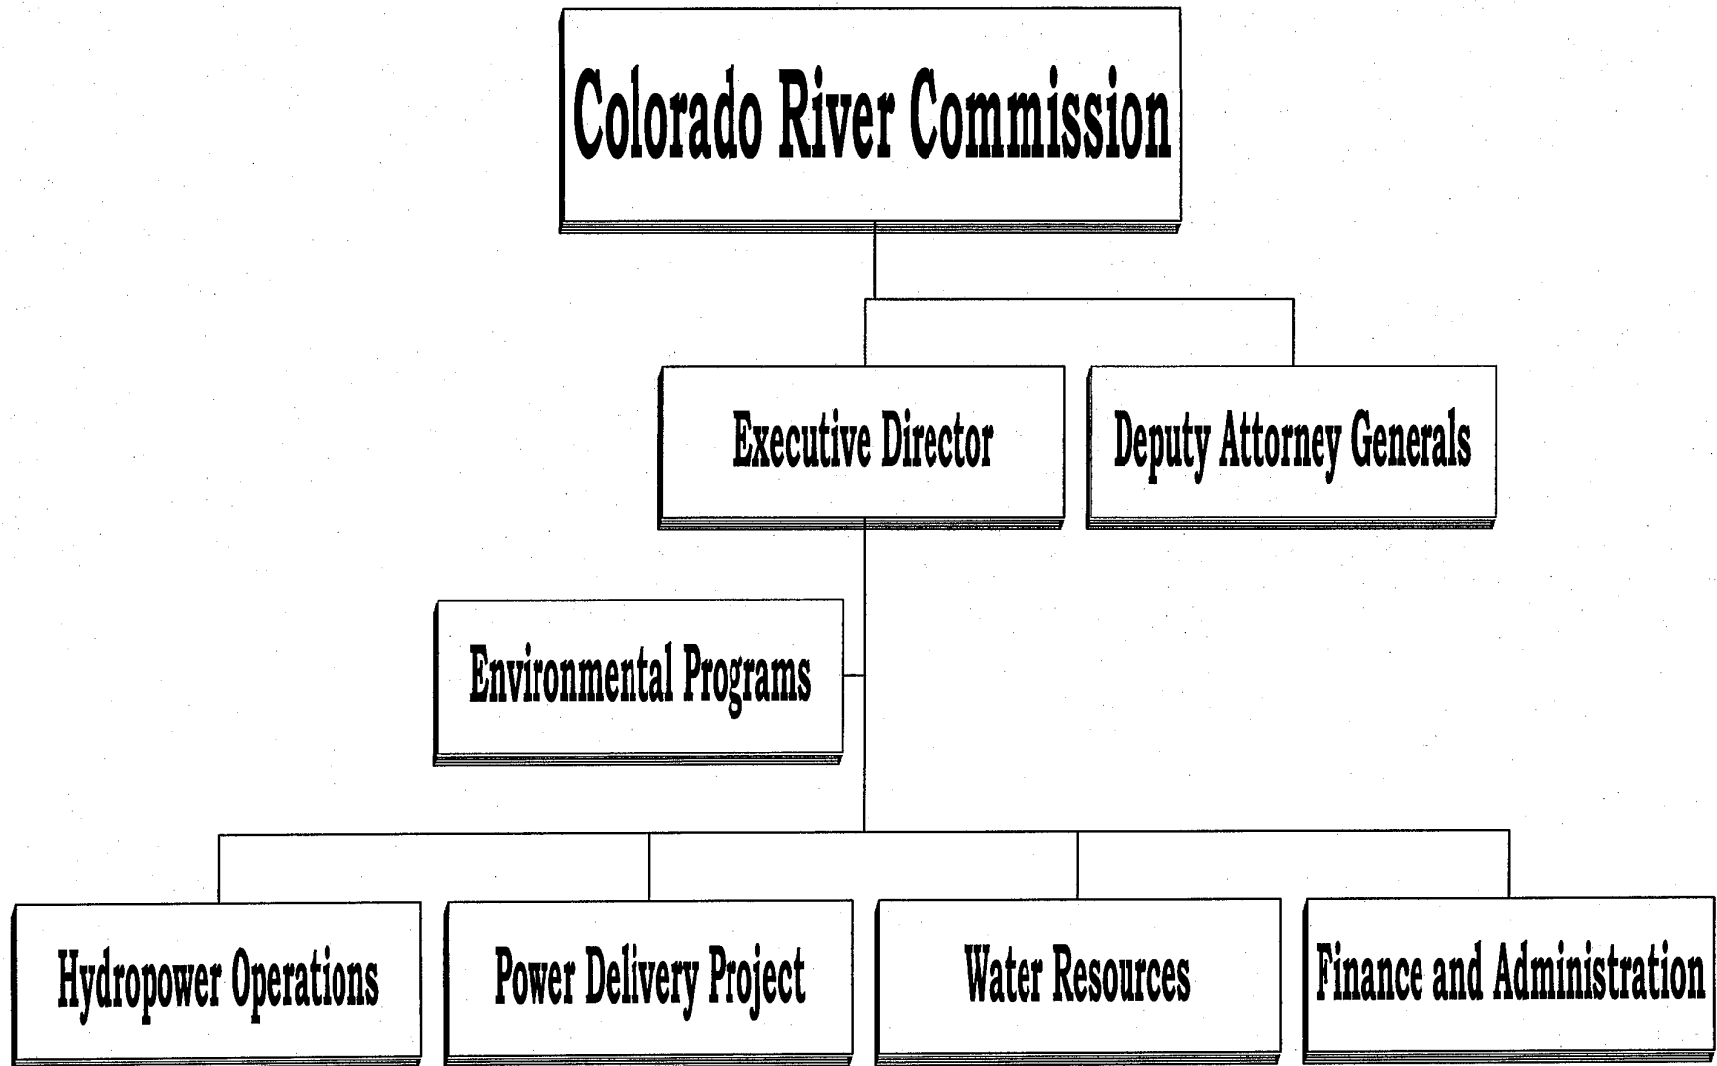 Colorado River Commission
Executive Director
Deputy Attorney Generals
Environmental Programs
Hydropower Operations
Power Delivery Project
Water Resources
Finance and Administration